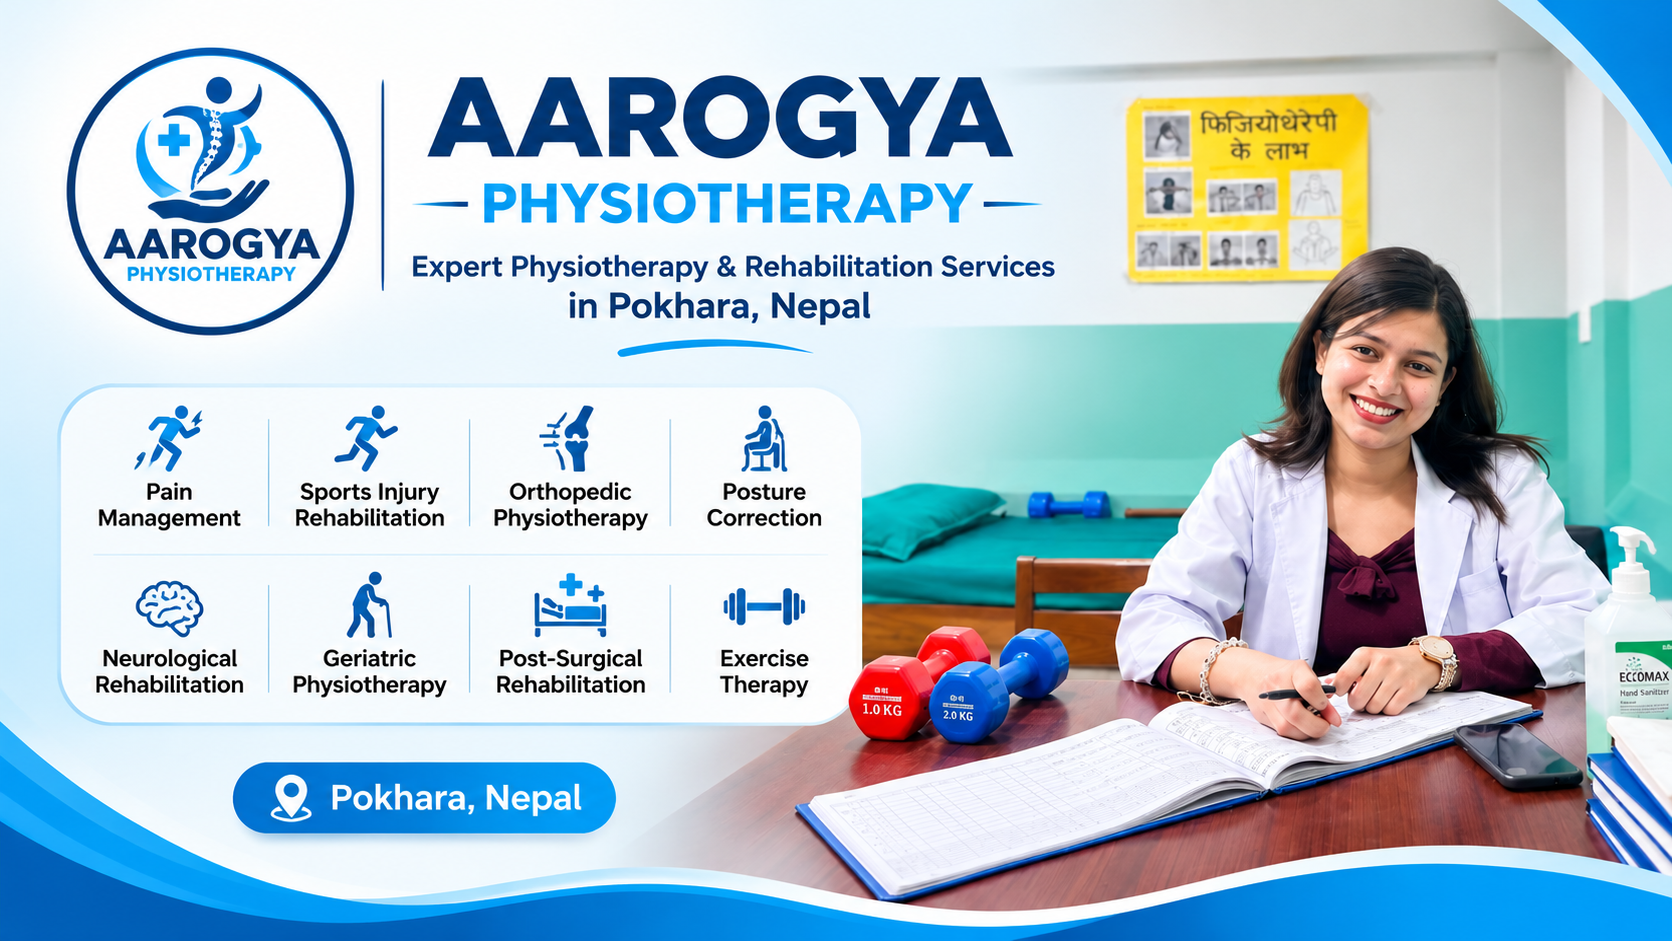 AAROGYA
PHYSIOTHERAPY
AAROGYA
PHYSIOTHERAPY
Expert Physiotherapy & Rehabilitation Services
in Pokhara, Nepal
फिजियोथेरेपी
के लाभ
Pain
Management
Sports Injury
Rehabilitation
Orthopedic
Physiotherapy
Posture
Correction
Neurological
Rehabilitation
Geriatric
Physiotherapy
Post-Surgical
Rehabilitation
Exercise
Therapy
Pokhara, Nepal
1.0 KG
2.0 KG
ECCOMAX
Hand Sanitizer